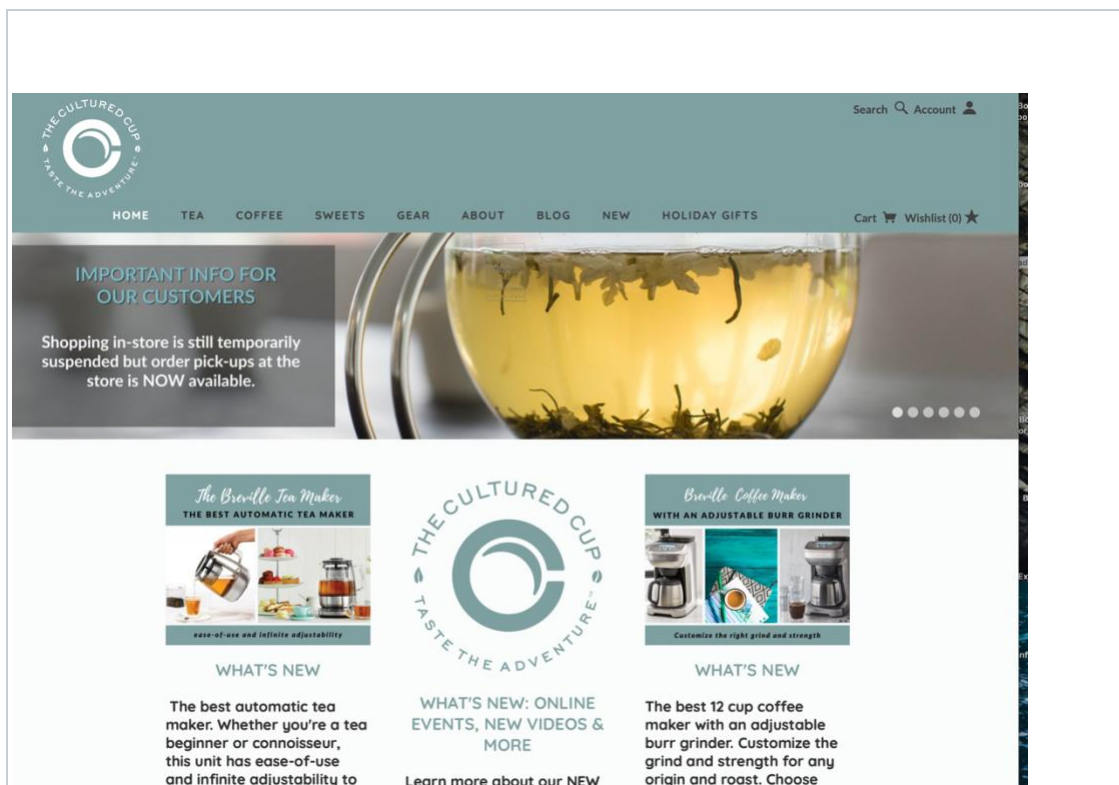 THE CULTURED CUP
TASTE THE ADVENTURE
Search Account
HOME TEA COFFEE SWEETS GEAR ABOUT BLOG NEW HOLIDAY GIFTS
Cart Wishlist (0)
IMPORTANT INFO FOR
OUR CUSTOMERS
Shopping in-store is still temporarily
suspended but order pick-ups at the
store is NOW available.
The Breville Tea Maker
THE BEST AUTOMATIC TEA MAKER
ease-of-use and infinite adjustability
WHAT'S NEW
The best automatic tea
maker. Whether you're a tea
beginner or connoisseur,
this unit has ease-of-use
and infinite adjustability to
THE CULTURED CUP
TASTE THE ADVENTURE
WHAT'S NEW: ONLINE
EVENTS, NEW VIDEOS &
MORE
Learn more about our NEW
Breville Coffee Maker
WITH AN ADJUSTABLE BURR GRINDER
Customize the right grind and strength
WHAT'S NEW
The best 12 cup coffee
maker with an adjustable
burr grinder. Customize the
grind and strength for any
origin and roast. Choose